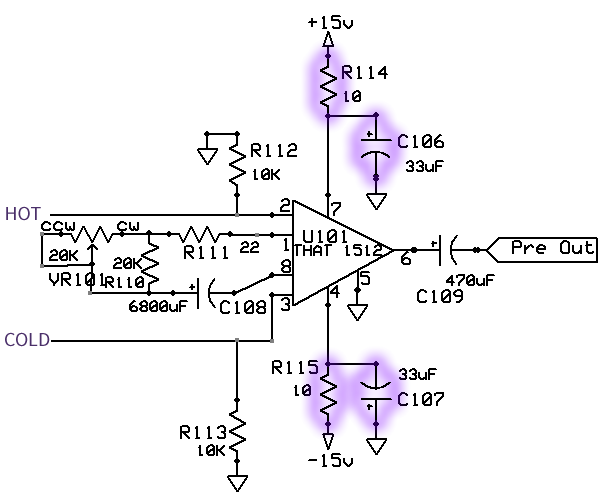 +15v
R114
10
C106
+
33uF
R112
10K
HOT
2
7
CCW
CW
U101
1
THAT 1512
R111
22
20K
20K
VR101
R110
8
6
+
Pre Out
5
470uF
C109
6800uF
+
C108
3
4
COLD
R115
10
33uF
+
C107
R113
10K
-15v